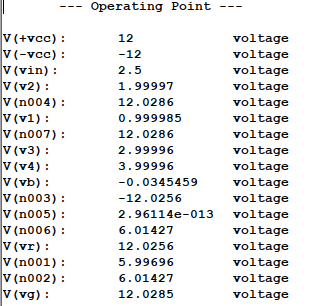 --- Operating Point ---
V(+vcc): 12 voltage
V(-vcc): -12 voltage
V(vin): 2.5 voltage
V(v2): 1.99997 voltage
V(n004): 12.0286 voltage
V(v1): 0.999985 voltage
V(n007): 12.0286 voltage
V(v3): 2.99996 voltage
V(v4): 3.99996 voltage
V(vb): -0.0345459 voltage
V(n003): -12.0256 voltage
V(n005): 2.96114e-013 voltage
V(n006): 6.01427 voltage
V(vr): 12.0256 voltage
V(n001): 5.99696 voltage
V(n002): 6.01427 voltage
V(vg): 12.0285 voltage